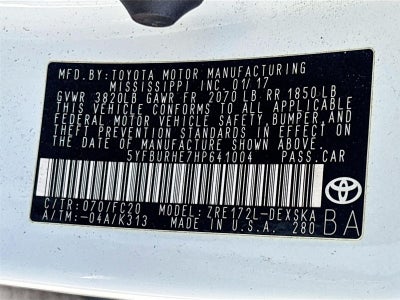 MFD.BY:TOYOTA MOTOR MANUFACTURING
MISSISSIPPI INC. 01/17
GVWR 3820LB GAWR FR 2070LB RR 1850LB
THIS VEHICLE CONFORMS TO ALL APPLICABLE
FEDERAL MOTOR VEHICLE SAFETY, BUMPER, AND
THEFT PREVENTION STANDARDS IN EFFECT ON
THE DATE OF MANUFACTURE SHOWN ABOVE.
5YFBURHE7HP641004 PASS.CAR
C/TR: 070/FC20 MODEL: ZRE172L-DEXSKA
A/TM: -04A/K313 MADE IN U.S.A. 280
TOYOTA
BA